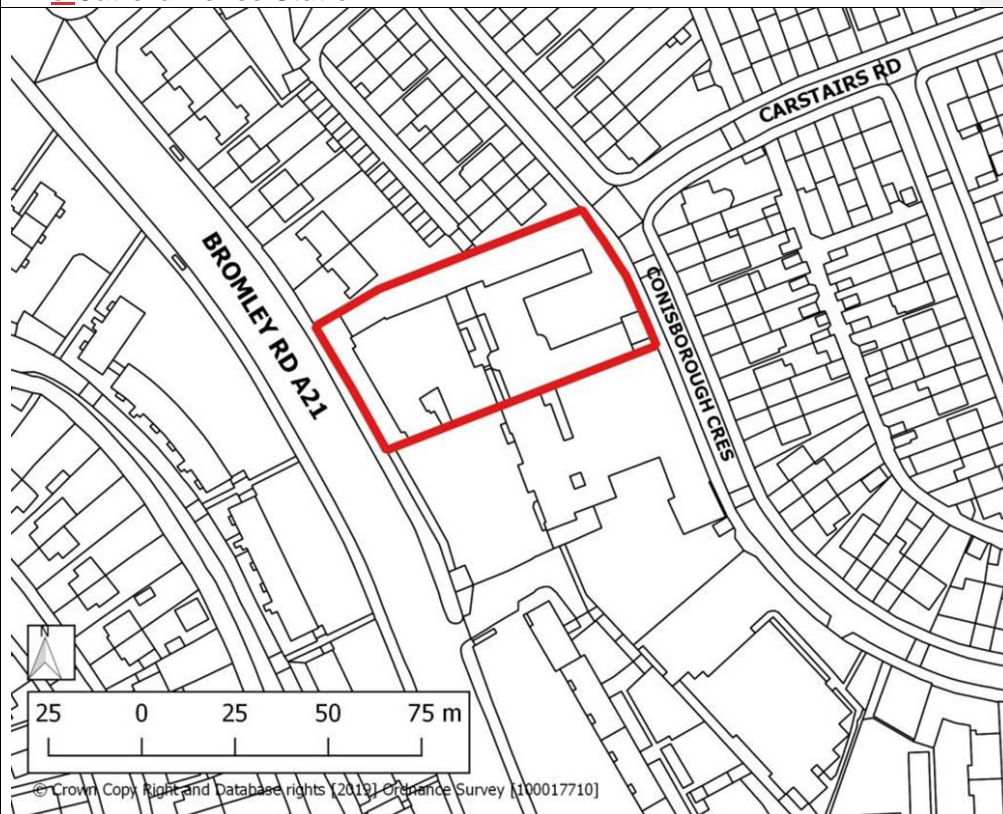 CARSTAIRS RD
BROMLEY RD A21
CONISBOROUGH CRES
N
25 0 25 50 75 m
© Crown Copy Right and Database rights [2019] Ordnance Survey [100017710]